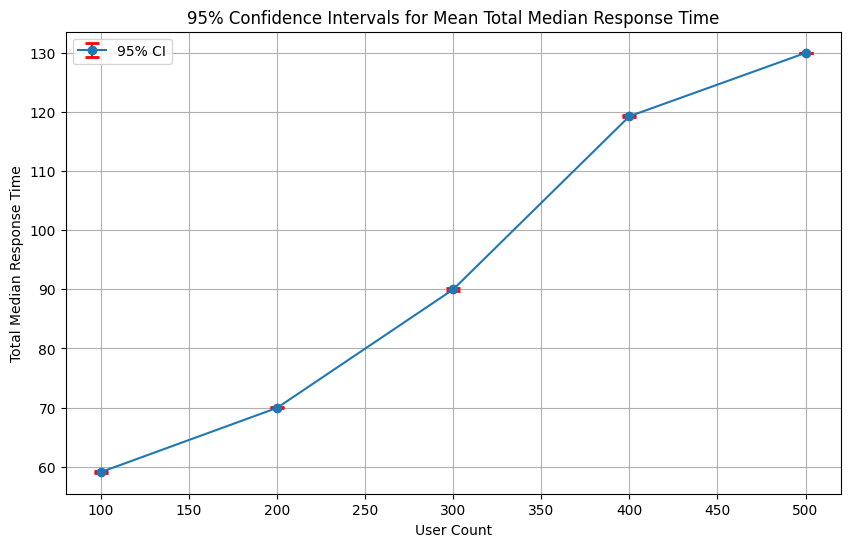 95% Confidence Intervals for Mean Total Median Response Time
95% CI
Total Median Response Time
130
120
110
100
90
80
70
60
100 150 200 250 300 350 400 450 500
User Count